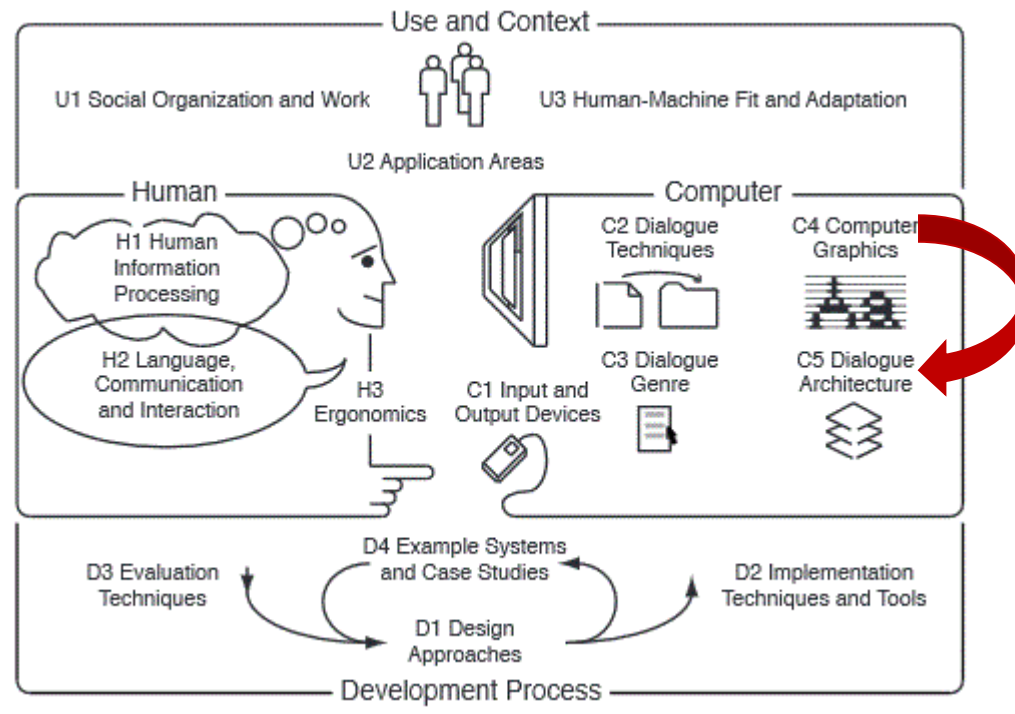 Use and Context
U1 Social Organization and Work
U3 Human-Machine Fit and Adaptation
U2 Application Areas
Human
Computer
H1 Human
Information
Processing
H2 Language,
Communication
and Interaction
H3
Ergonomics
C1 Input and
Output Devices
C2 Dialogue
Techniques
C4 Computer
Graphics
Aa
C3 Dialogue
Genre
C5 Dialogue
Architecture
D3 Evaluation
Techniques
D4 Example Systems
and Case Studies
D2 Implementation
Techniques and Tools
D1 Design
Approaches
Development Process